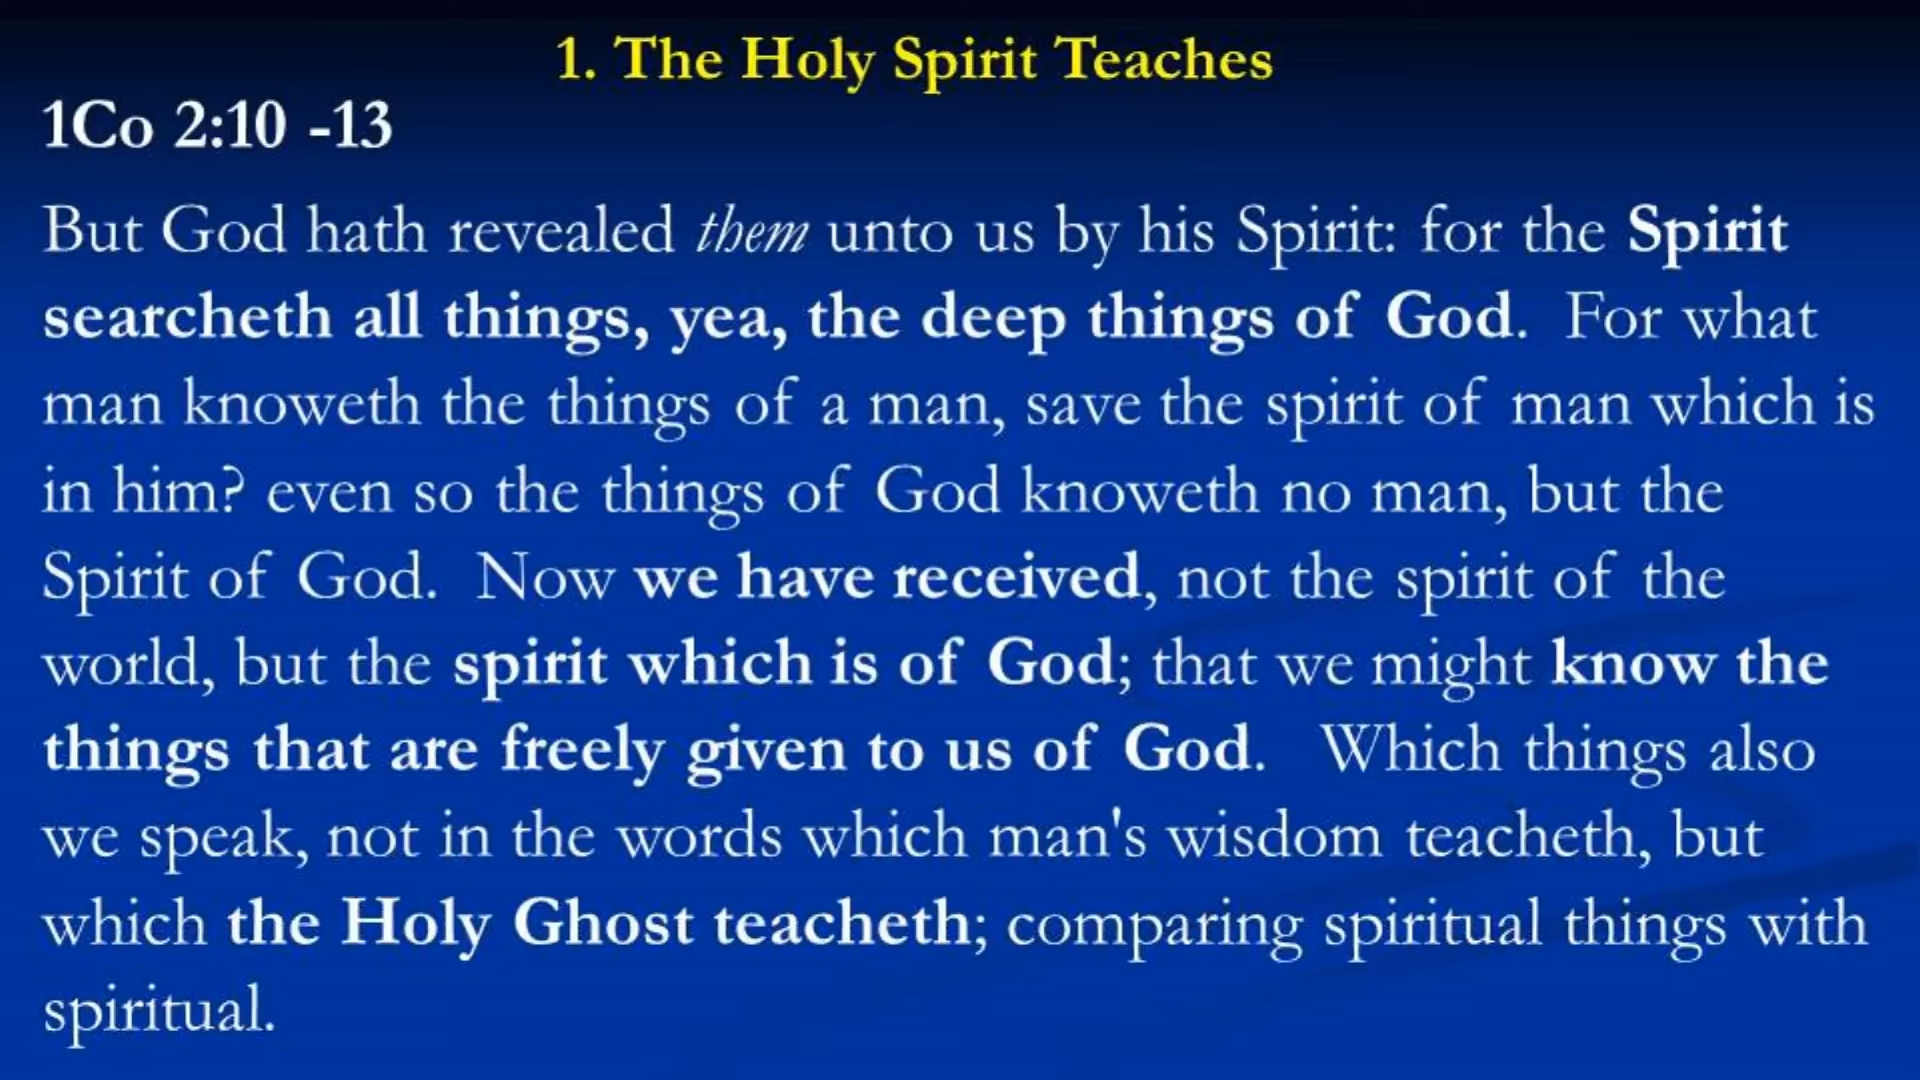 1. The Holy Spirit Teaches
1Co 2:10 -13
But God hath revealed them unto us by his Spirit: for the Spirit
searcheth all things, yea, the deep things of God. For what
man knoweth the things of a man, save the spirit of man which is
in him? even so the things of God knoweth no man, but the
Spirit of God. Now we have received, not the spirit of the
world, but the spirit which is of God; that we might know the
things that are freely given to us of God. Which things also
we speak, not in the words which man's wisdom teacheth, but
which the Holy Ghost teacheth; comparing spiritual things with
spiritual.